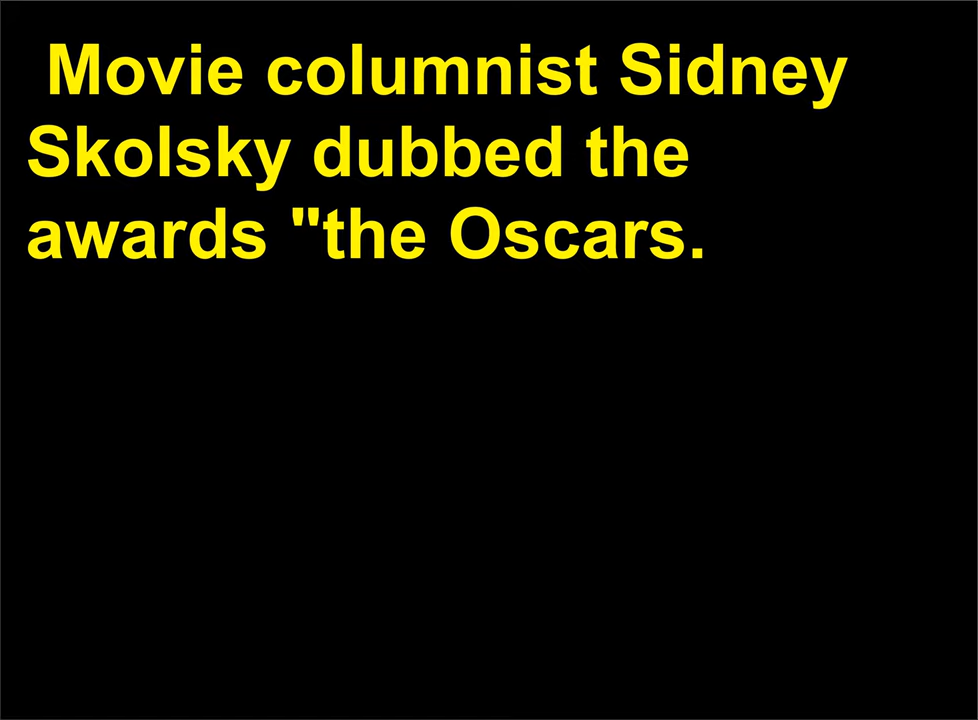 Movie columnist Sidney
Skolsky dubbed the
awards "the Oscars.